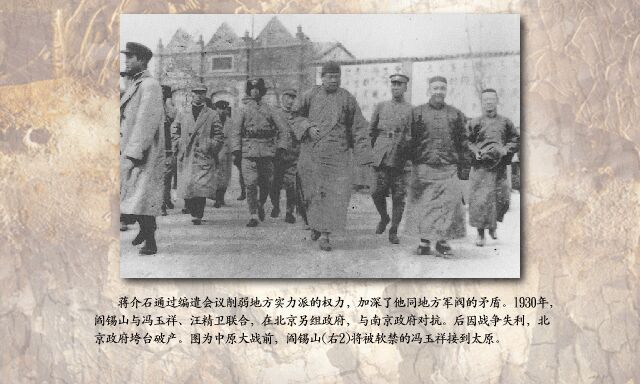 蒋介石通过编遣会议削弱地方实力派的权力，加深了他同地方军阀的矛盾。1930年，
阎锡山与冯玉祥、汪精卫联合，在北京另组政府，与南京政府对抗。后因战争失利，北
京政府垮台破产。图为中原大战前，阎锡山(右2)将被软禁的冯玉祥接到太原。